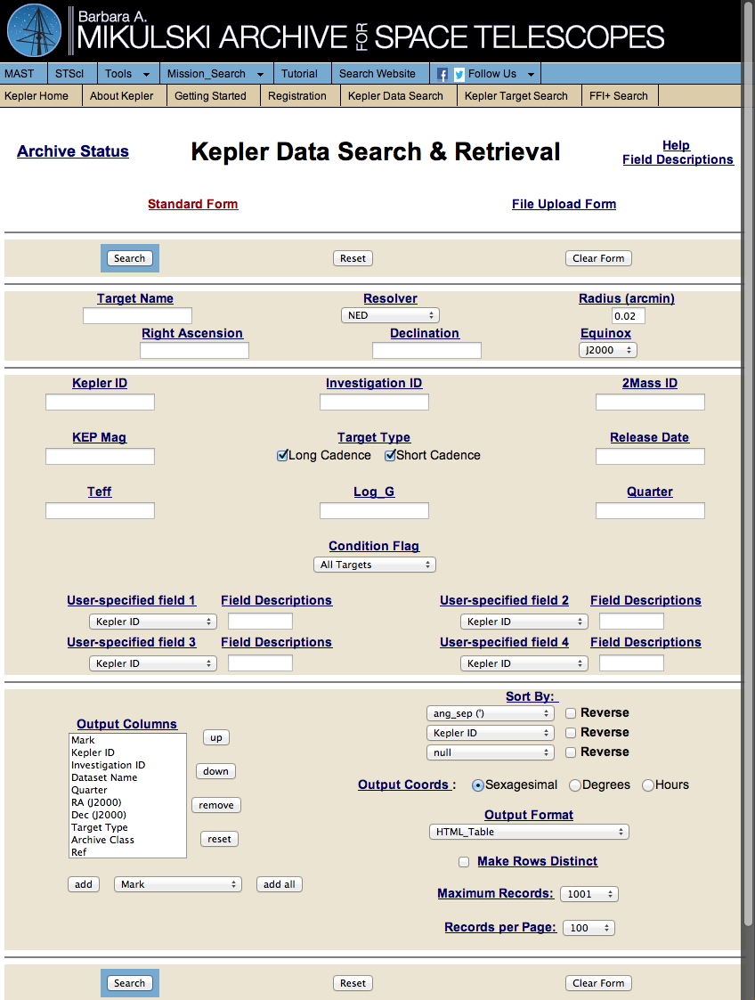 Barbara A.
MIKULSKI ARCHIVE FOR SPACE TELESCOPES
MAST STScI Tools Mission_Search Tutorial Search Website Follow Us
Kepler Home About Kepler Getting Started Registration Kepler Data Search Kepler Target Search FFI+ Search
Archive Status Kepler Data Search & Retrieval Help
Field Descriptions
Standard Form File Upload Form
Search Reset Clear Form
Target Name Resolver Radius (arcmin)
NED 0.02
Right Ascension Declination Equinox
J2000
Kepler ID Investigation ID 2Mass ID
KEP Mag Target Type Release Date
Long Cadence Short Cadence
Teff Log_G Quarter
Condition Flag
All Targets
User-specified field 1 Field Descriptions User-specified field 2 Field Descriptions
Kepler ID Kepler ID
User-specified field 3 Field Descriptions User-specified field 4 Field Descriptions
Kepler ID Kepler ID
Output Columns
Mark
Kepler ID
Investigation ID
Dataset Name
Quarter
RA (J2000)
Dec (J2000)
Target Type
Archive Class
Ref
up
down
remove
reset
add Mark add all
Sort By:
ang_sep (') Reverse
Kepler ID Reverse
null Reverse
Output Coords : Sexagesimal Degrees Hours
Output Format
HTML_Table
Make Rows Distinct
Maximum Records: 1001
Records per Page: 100
Search Reset Clear Form